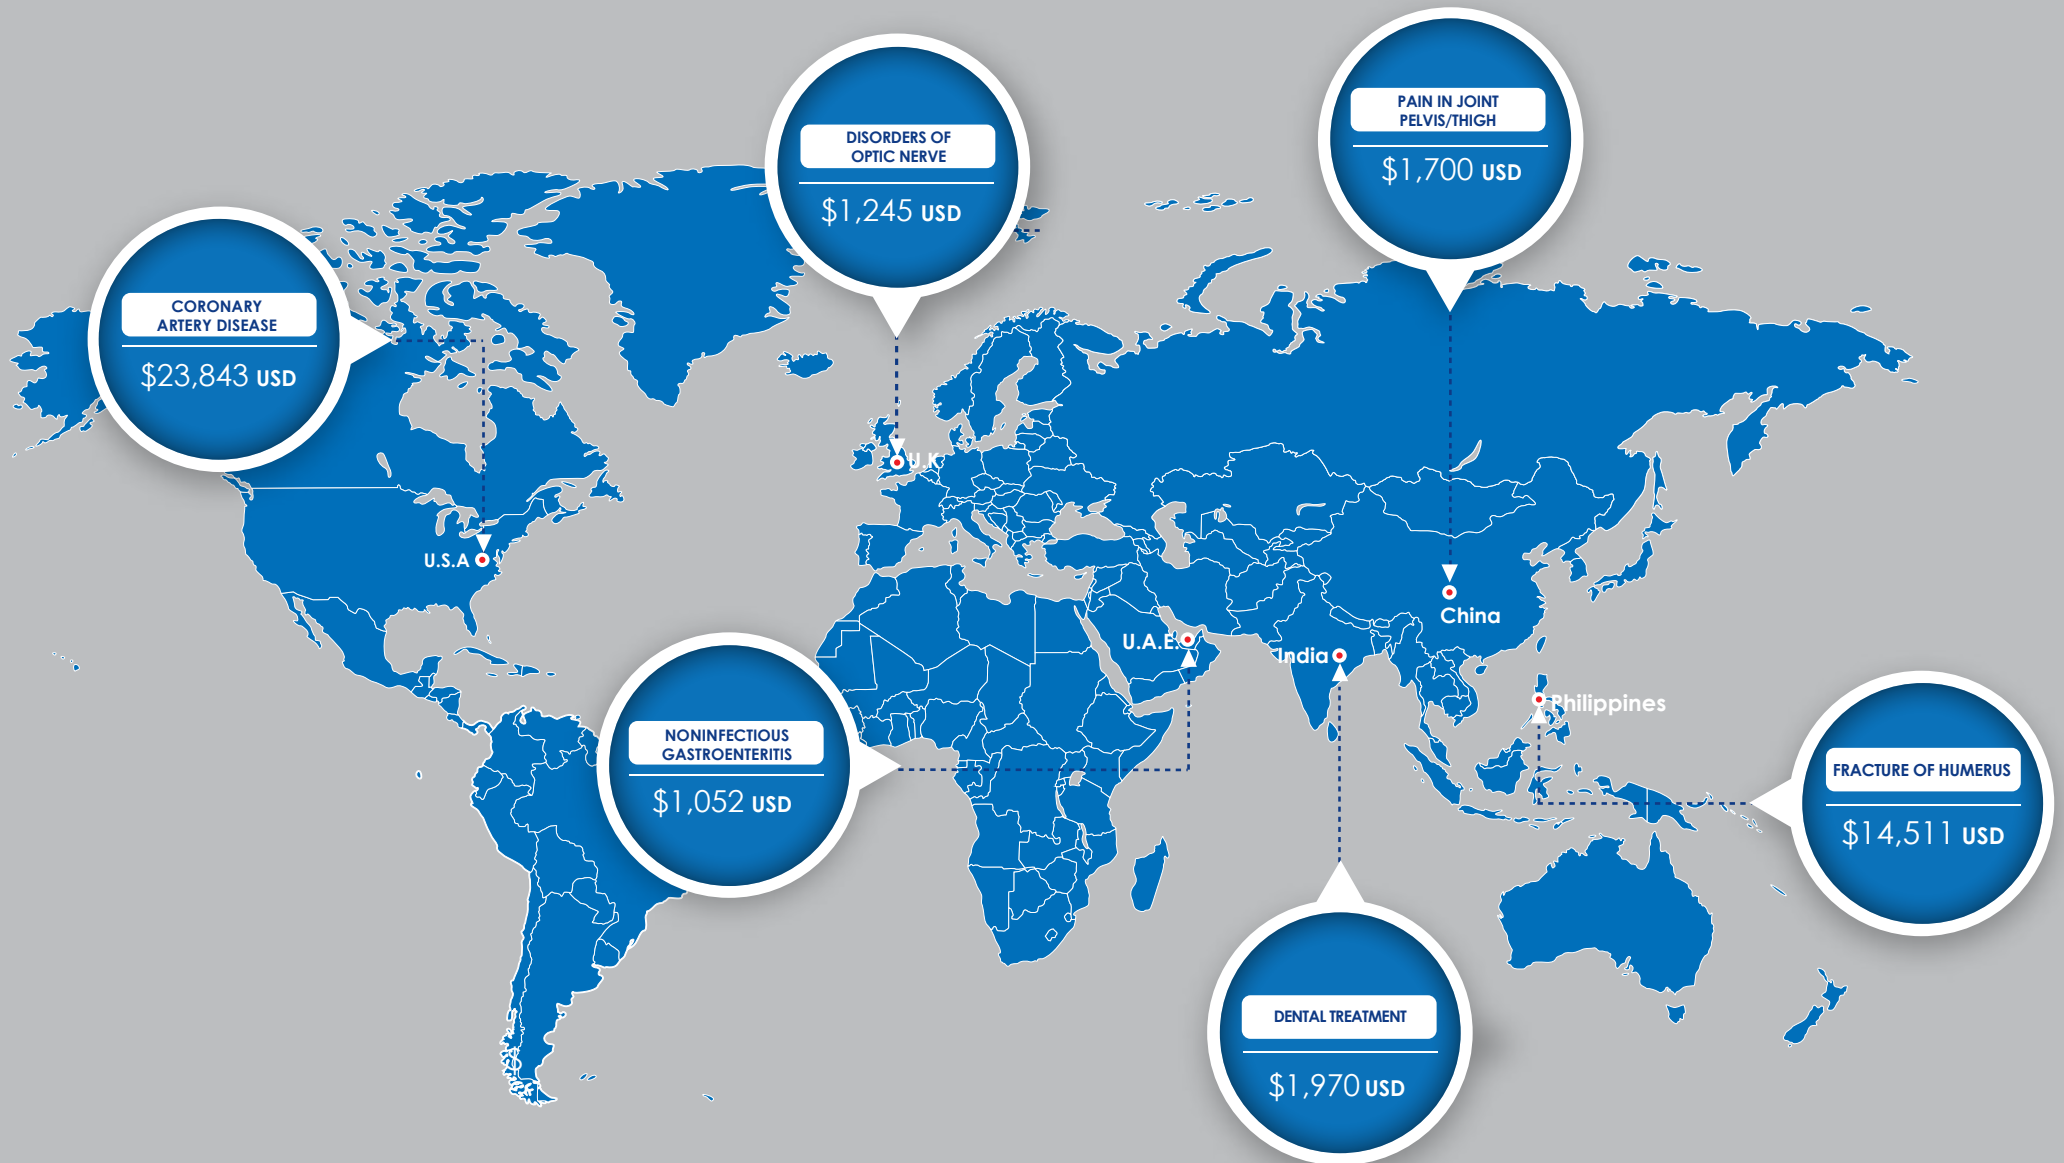 PAIN IN JOINT
PELVIS/THIGH
$1,700 USD
DISORDERS OF
OPTIC NERVE
$1,245 USD
CORONARY
ARTERY DISEASE
$23,843 USD
U.K
U.S.A
China
U.A.E.
India
Philippines
NONINFECTIOUS
GASTROENTERITIS
$1,052 USD
FRACTURE OF HUMERUS
$14,511 USD
DENTAL TREATMENT
$1,970 USD
$